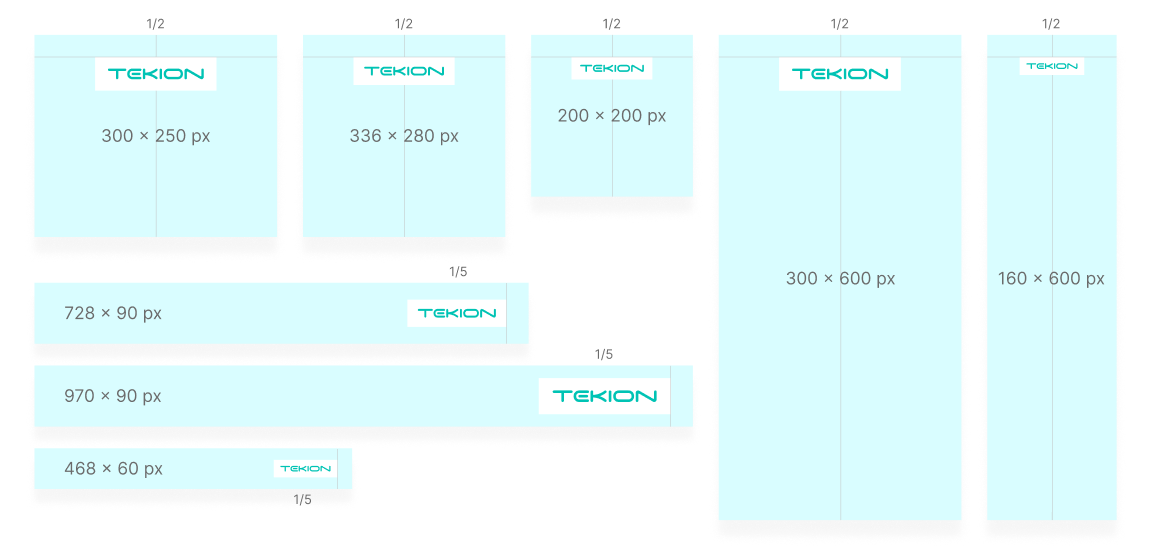 1/2
1/2
1/2
1/2
1/2
TEKION
TEKION
TEKION
TEKION
TEKION
300 × 250 px
336 × 280 px
200 × 200 px
300 × 600 px
160 × 600 px
1/5
728 × 90 px
TEKION
1/5
970 × 90 px
TEKION
468 × 60 px
TEKION
1/5